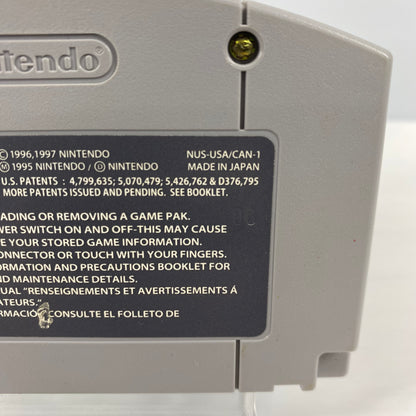 ntendo®
© 1996,1997 NINTENDO NUS-USA/CAN-1
Ⓜ 1995 NINTENDO / Ⓓ NINTENDO MADE IN JAPAN
U.S. PATENTS : 4,799,635; 5,070,479; 5,426,762 & D376,795
MORE PATENTS ISSUED AND PENDING. SEE BOOKLET.
ADING OR REMOVING A GAME PAK.
WER SWITCH ON AND OFF-THIS MAY CAUSE
E YOUR STORED GAME INFORMATION.
ONNECTOR OR TOUCH WITH YOUR FINGERS.
ORMATION AND PRECAUTIONS BOOKLET FOR
ND MAINTENANCE DETAILS.
UAL "RENSEIGNEMENTS ET AVERTISSEMENTS À
ATEURS."
FORMACIÓ CONSULTE EL FOLLETO DE